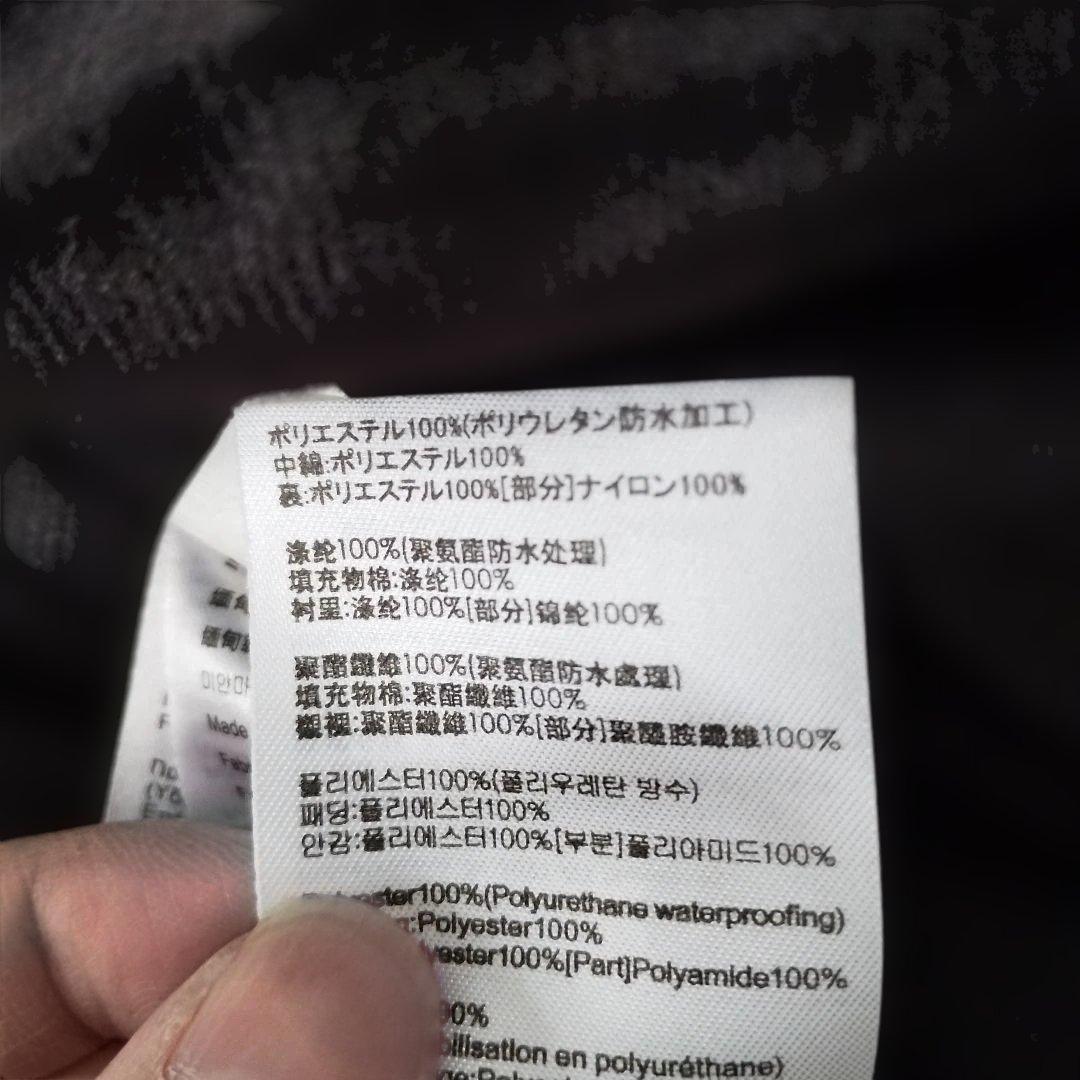 ポリエステル100%(ポリウレタン防水加工)
中綿:ポリエステル100%
裏:ポリエステル100%[部分]ナイロン100%
涤纶100%(聚氨酯防水处理)
填充物棉:涤纶100%
衬里:涤纶100%[部分]锦纶100%
聚酯纖維100%(聚氨酯防水處理)
填充物棉:聚酯纖維100%
襯裡:聚酯纖維100%[部分]聚醯胺纖維100%
폴리에스터100%(폴리우레탄 방수)
패딩:폴리에스터100%
안감:폴리에스터100%[부분]폴리아미드100%
100%(Polyurethane waterproofing)
:Polyester100%
100%[Part]Polyamide100%
en polyuréthane)
미얀마
Made